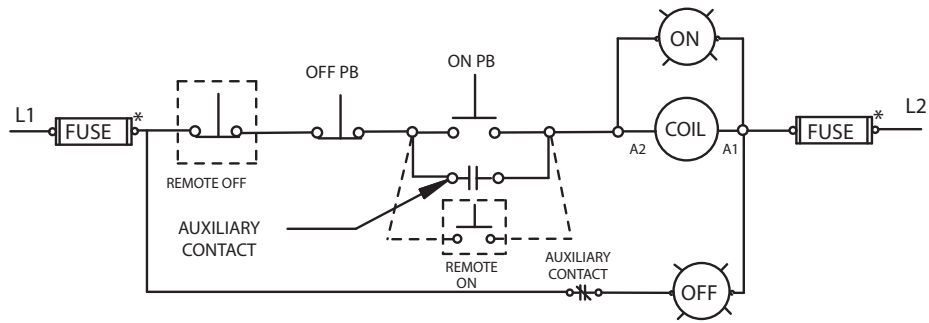 ON
ON PB
OFF PB
L1
FUSE
*
COIL
A2
A1
FUSE
*
L2
REMOTE OFF
AUXILIARY
CONTACT
REMOTE
ON
AUXILIARY
CONTACT
OFF